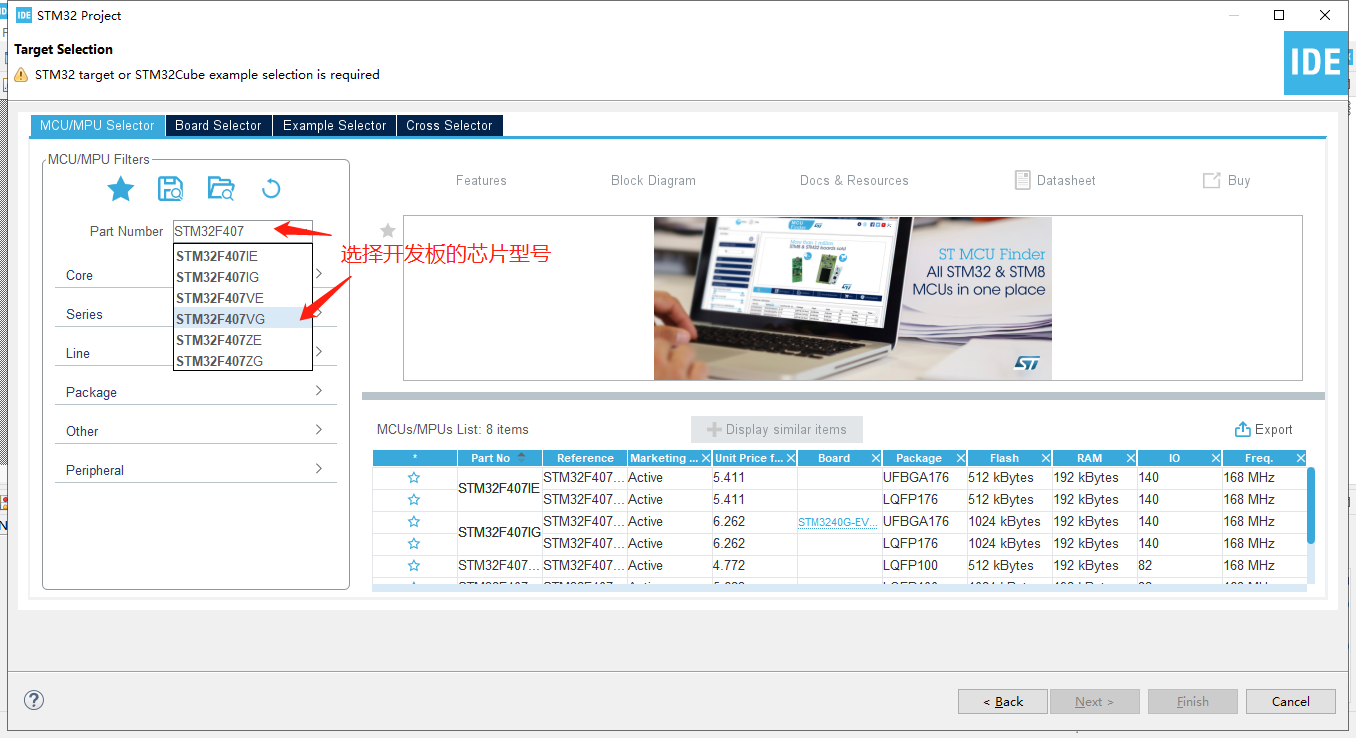 IDE STM32 Project
Target Selection
STM32 target or STM32Cube example selection is required
IDE
MCU/MPU Selector Board Selector Example Selector Cross Selector
MCU/MPU Filters
Features Block Diagram Docs & Resources Datasheet Buy
Part Number STM32F407
选择开发板的芯片型号
STM32F407IE
STM32F407IG
STM32F407VE
STM32F407VG
STM32F407ZE
STM32F407ZG
Core
Series
Line
Package
Other
Peripheral
ST MCU Finder
All STM32 & STM8
MCUs in one place
ST
MCUs/MPUs List: 8 items
Display similar items
Export
* Part No Reference Marketing ... Unit Price f... Board Package Flash RAM IO Freq.
STM32F407IE STM32F407... Active 5.411 UFBGA176 512 kBytes 192 kBytes 140 168 MHz
STM32F407... Active 5.411 LQFP176 512 kBytes 192 kBytes 140 168 MHz
STM32F407IG STM32F407... Active 6.262 STM3240G-EV... UFBGA176 1024 kBytes 192 kBytes 140 168 MHz
STM32F407... Active 6.262 LQFP176 1024 kBytes 192 kBytes 140 168 MHz
STM32F407... STM32F407... Active 4.772 LQFP100 512 kBytes 192 kBytes 82 168 MHz
< Back Next > Finish Cancel